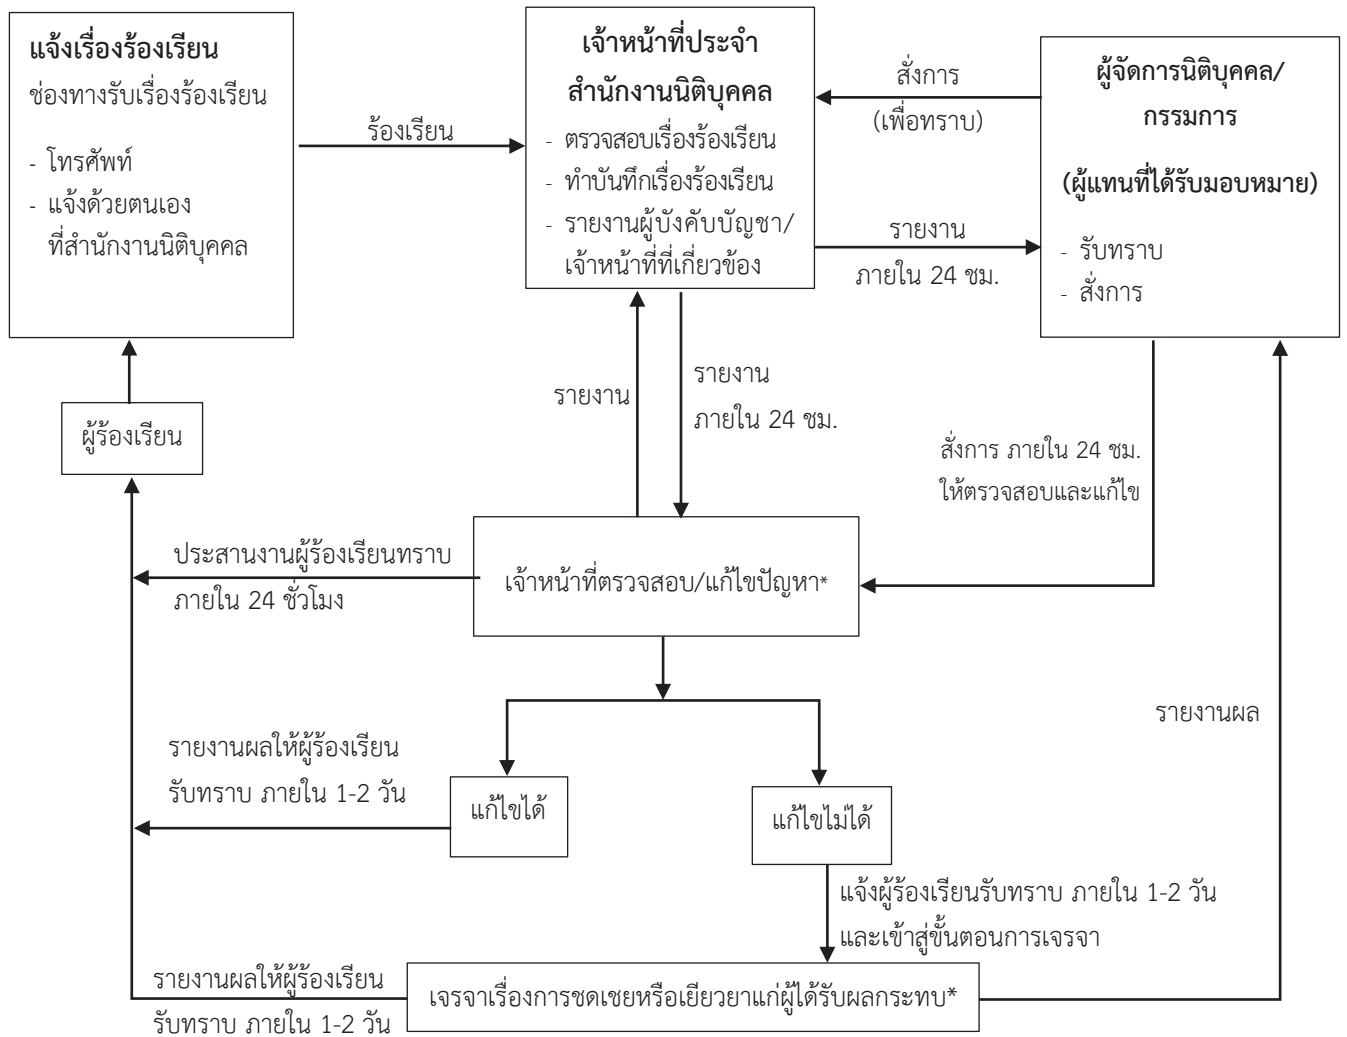 แจ้งเรื่องร้องเรียน
ช่องทางรับเรื่องร้องเรียน
- โทรศัพท์
- แจ้งด้วยตนเอง
ที่สำนักงานนิติบุคคล
ร้องเรียน
เจ้าหน้าที่ประจำ
สำนักงานนิติบุคคล
- ตรวจสอบเรื่องร้องเรียน
- ทำบันทึกเรื่องร้องเรียน
- รายงานผู้บังคับบัญชา/
เจ้าหน้าที่ที่เกี่ยวข้อง
สั่งการ
(เพื่อทราบ)
รายงาน
ภายใน 24 ชม.
ผู้จัดการนิติบุคคล/
กรรมการ
(ผู้แทนที่ได้รับมอบหมาย)
- รับทราบ
- สั่งการ
ผู้ร้องเรียน
รายงาน
รายงาน
ภายใน 24 ชม.
สั่งการ ภายใน 24 ชม.
ให้ตรวจสอบและแก้ไข
ประสานงานผู้ร้องเรียนทราบ
ภายใน 24 ชั่วโมง
เจ้าหน้าที่ตรวจสอบ/แก้ไขปัญหา*
รายงานผล
รายงานผลให้ผู้ร้องเรียน
รับทราบ ภายใน 1-2 วัน
แก้ไขได้
แก้ไขไม่ได้
แจ้งผู้ร้องเรียนรับทราบ ภายใน 1-2 วัน
และเข้าสู่ขั้นตอนการเจรจา
รายงานผลให้ผู้ร้องเรียน
รับทราบ ภายใน 1-2 วัน
เจรจาเรื่องการชดเชยหรือเยียวยาแก่ผู้ได้รับผลกระทบ*